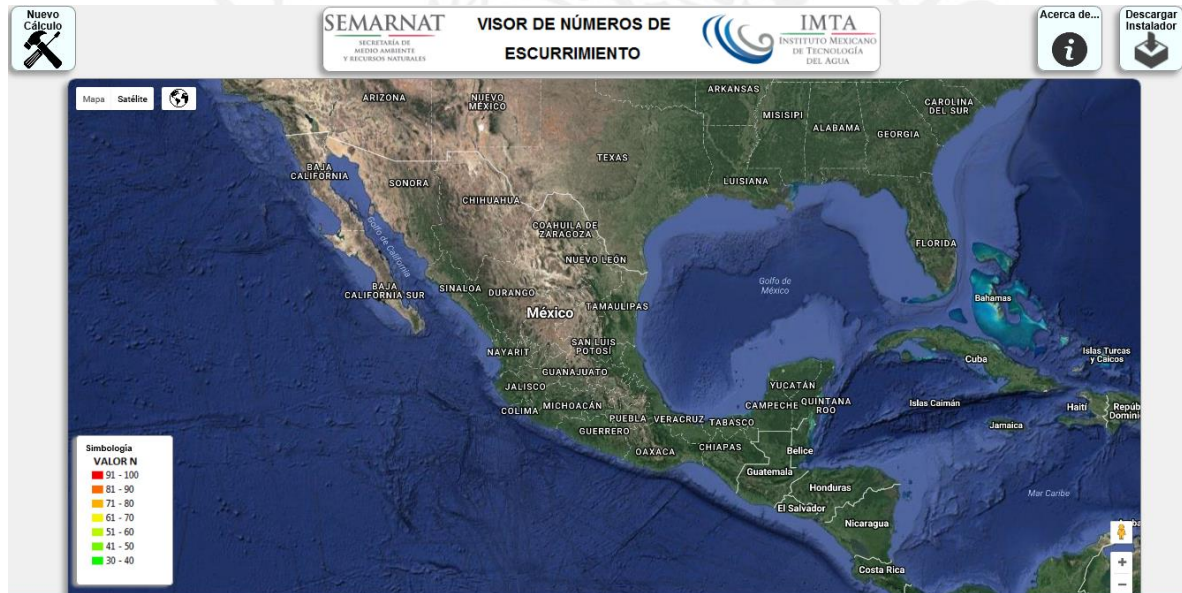 Nuevo
Cálculo
SEMARNAT
SECRETARÍA DE
MEDIO AMBIENTE
Y RECURSOS NATURALES
VISOR DE NÚMEROS DE
ESCURRIMIENTO
IMTA
INSTITUTO MEXICANO
DE TECNOLOGÍA
DEL AGUA
Acerca de...
Descargar
Instalador
Mapa Satélite
ARIZONA
NUEVO
MÉXICO
ARKANSAS
MISISIPI
ALABAMA
GEORGIA
CAROLINA
DEL SUR
TEXAS
LUISIANA
FLORIDA
BAJA
CALIFORNIA
SONORA
CHIHUAHUA
COAHUILA DE
ZARAGOZA
NUEVO LEÓN
Golfo de California
BAJA
CALIFORNIA SUR
SINALOA
DURANGO
México
TAMAULIPAS
Golfo de
México
Bahamas
NAYARIT
SAN LUIS
POTOSÍ
GUANAJUATO
JALISCO
COLIMA
MICHOACÁN
PUEBLA
VERACRUZ
TABASCO
GUERRERO
OAXACA
CHIAPAS
YUCATÁN
CAMPECHE
QUINTANA
ROO
Cuba
Islas Turcas
y Caicos
Islas Caimán
Haití
Repúb
Domini
Jamaica
Belice
Guatemala
Honduras
El Salvador
Nicaragua
Mar Caribe
Costa Rica
Simbología
VALOR N
91 - 100
81 - 90
71 - 80
61 - 70
51 - 60
41 - 50
30 - 40
+
−